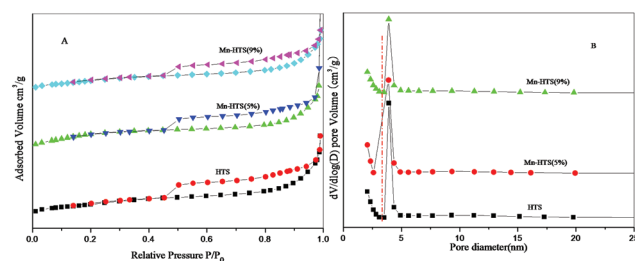 A
Mn-HTS(9%)
Mn-HTS(5%)
HTS
Adsorbed Volume cm³/g
0.0 0.2 0.4 0.6 0.8 1.0
Relative Pressure P/P₀
B
Mn-HTS(9%)
Mn-HTS(5%)
HTS
dV/dlog(D) pore Volume (cm³/g)
0 5 10 15 20 25
Pore diameter(nm)